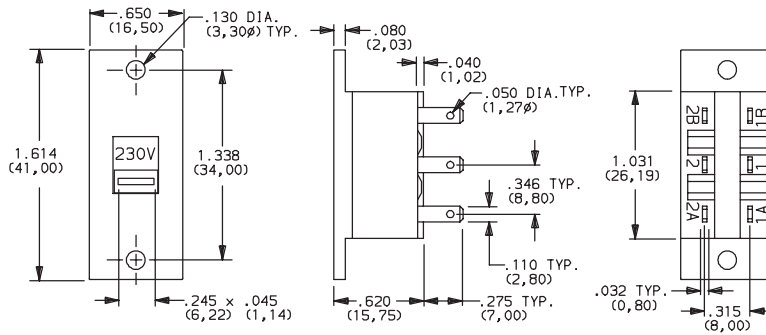 .650
(16,50)
.130 DIA.
(3,30ø) TYP.
1.614
(41,00)
230V
1.338
(34,00)
.245 x .045
(6,22) (1,14)
.080
(2,03)
.040
(1,02)
.050 DIA.TYP.
(1,27ø)
.346 TYP.
(8,80)
.110 TYP.
(2,80)
.620
(15,75)
.275 TYP.
(7,00)
1.031
(26,19)
2B
1B
2
1
2A
1A
.032 TYP.
(0,80)
.315
(8,00)